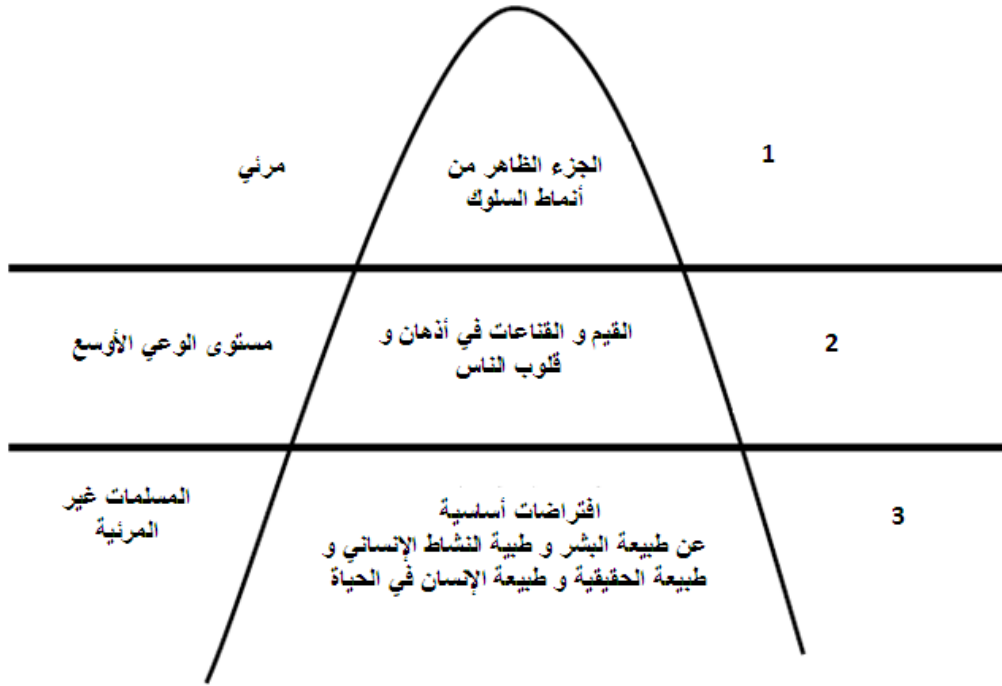 1
الجزء الظاهر من
أنماط السلوك
مرئي
2
القيم و القناعات في أذهان و
قلوب الناس
مستوى الوعي الأوسع
3
افتراضات أساسية
عن طبيعة البشر و طبية النشاط الإنساني و
طبيعة الحقيقية و طبيعة الإنسان في الحياة
المسلمات غير
المرئية